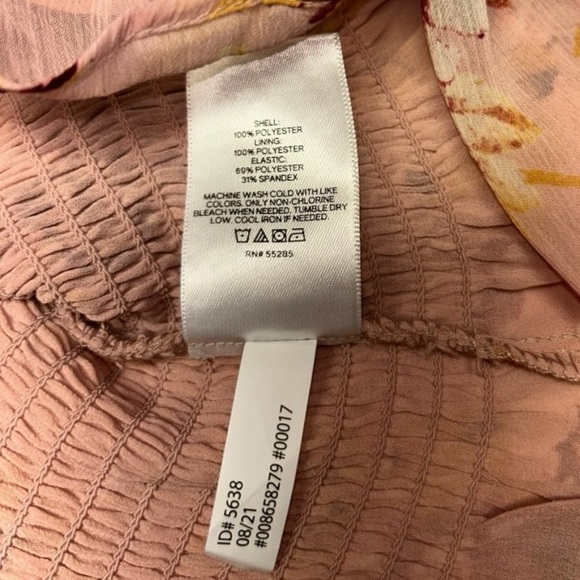 SHELL:
100% POLYESTER
LINING:
100% POLYESTER
ELASTIC:
69% POLYESTER
31% SPANDEX
MACHINE WASH COLD WITH LIKE
COLORS. ONLY NON-CHLORINE
BLEACH WHEN NEEDED. TUMBLE DRY
LOW. COOL IRON IF NEEDED.
RN# 55285
ID# 5638
08/21
#008658279 #00017